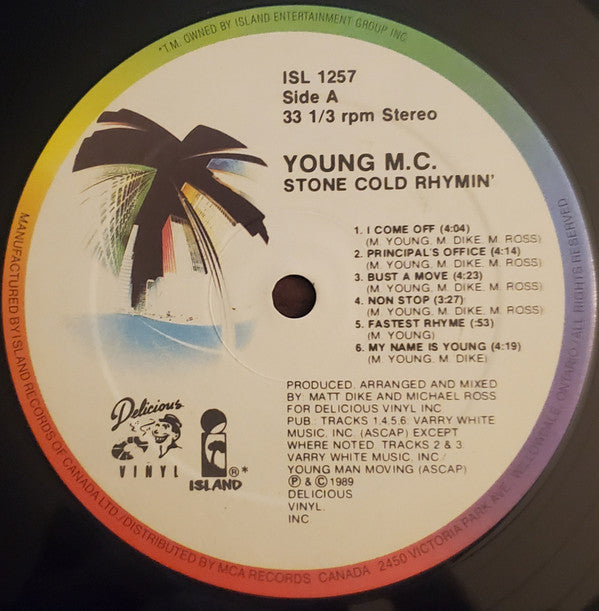 *T.M. OWNED BY ISLAND ENTERTAINMENT GROUP INC.
ISL 1257
Side A
33 1/3 rpm Stereo
YOUNG M.C.
STONE COLD RHYMIN'
1. I COME OFF (4:04)
(M. YOUNG, M. DIKE, M. ROSS)
2. PRINCIPAL'S OFFICE (4:14)
(M. YOUNG, M. DIKE, M. ROSS)
3. BUST A MOVE (4:23)
(M. YOUNG, M. DIKE, M. ROSS)
4. NON STOP (3:27)
(M. YOUNG, M. DIKE, M. ROSS)
5. FASTEST RHYME (:53)
(M. YOUNG)
6. MY NAME IS YOUNG (4:19)
(M. YOUNG, M. DIKE)
PRODUCED, ARRANGED AND MIXED
BY: MATT DIKE AND MICHAEL ROSS
FOR DELICIOUS VINYL INC
PUB: TRACKS 1,4,5,6: VARRY WHITE
MUSIC, INC. (ASCAP) EXCEPT
WHERE NOTED. TRACKS 2 & 3
VARRY WHITE MUSIC, INC./
YOUNG MAN MOVING (ASCAP)
℗ & © 1989
DELICIOUS
VINYL.
INC
Delicious
VINYL
ISLAND
®*
MANUFACTURED BY ISLAND RECORDS OF CANADA LTD./DISTRIBUTED BY MCA RECORDS CANADA 2450 VICTORIA PARK AVE. WILLOWDALE, ONTARIO/ALL RIGHTS RESERVED